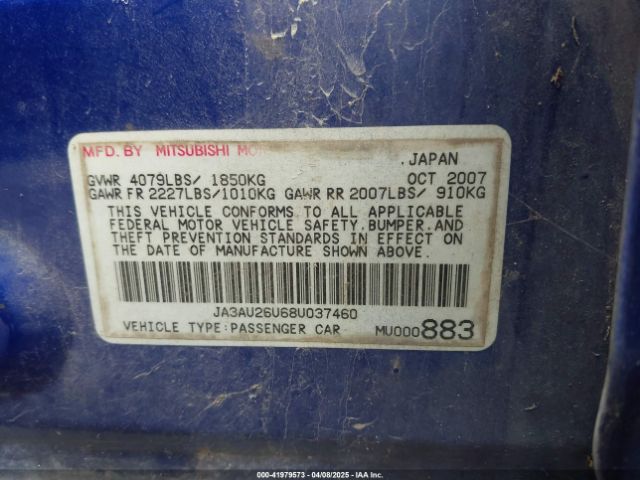 MFD. BY MITSUBISHI , JAPAN
GVWR 4079LBS/ 1850KG OCT 2007
GAWR FR 2227LBS/1010KG GAWR RR 2007LBS/ 910KG
THIS VEHICLE CONFORMS TO ALL APPLICABLE
FEDERAL MOTOR VEHICLE SAFETY,BUMPER,AND
THEFT PREVENTION STANDARDS IN EFFECT ON
THE DATE OF MANUFACTURE SHOWN ABOVE.
JA3AU26U68U037460
VEHICLE TYPE:PASSENGER CAR MU000883
000-41979573 - 04/08/2025 - IAA Inc.